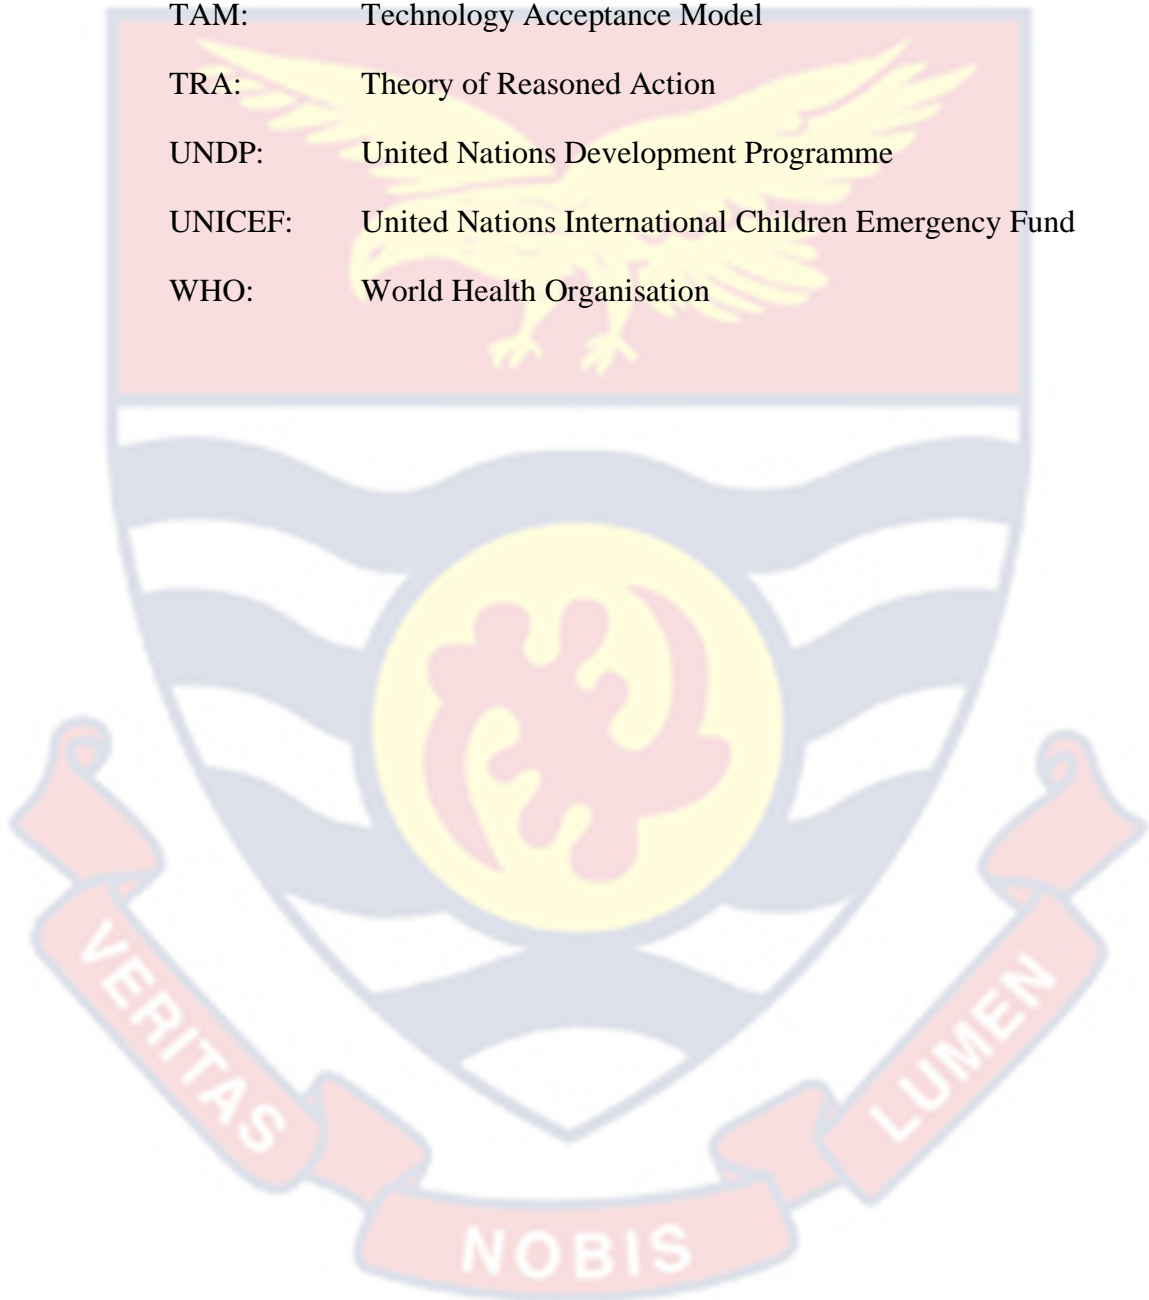 TAM: Technology Acceptance Model
TRA: Theory of Reasoned Action
UNDP: United Nations Development Programme
UNICEF: United Nations International Children Emergency Fund
WHO: World Health Organisation
VERITAS
NOBIS
LUMEN